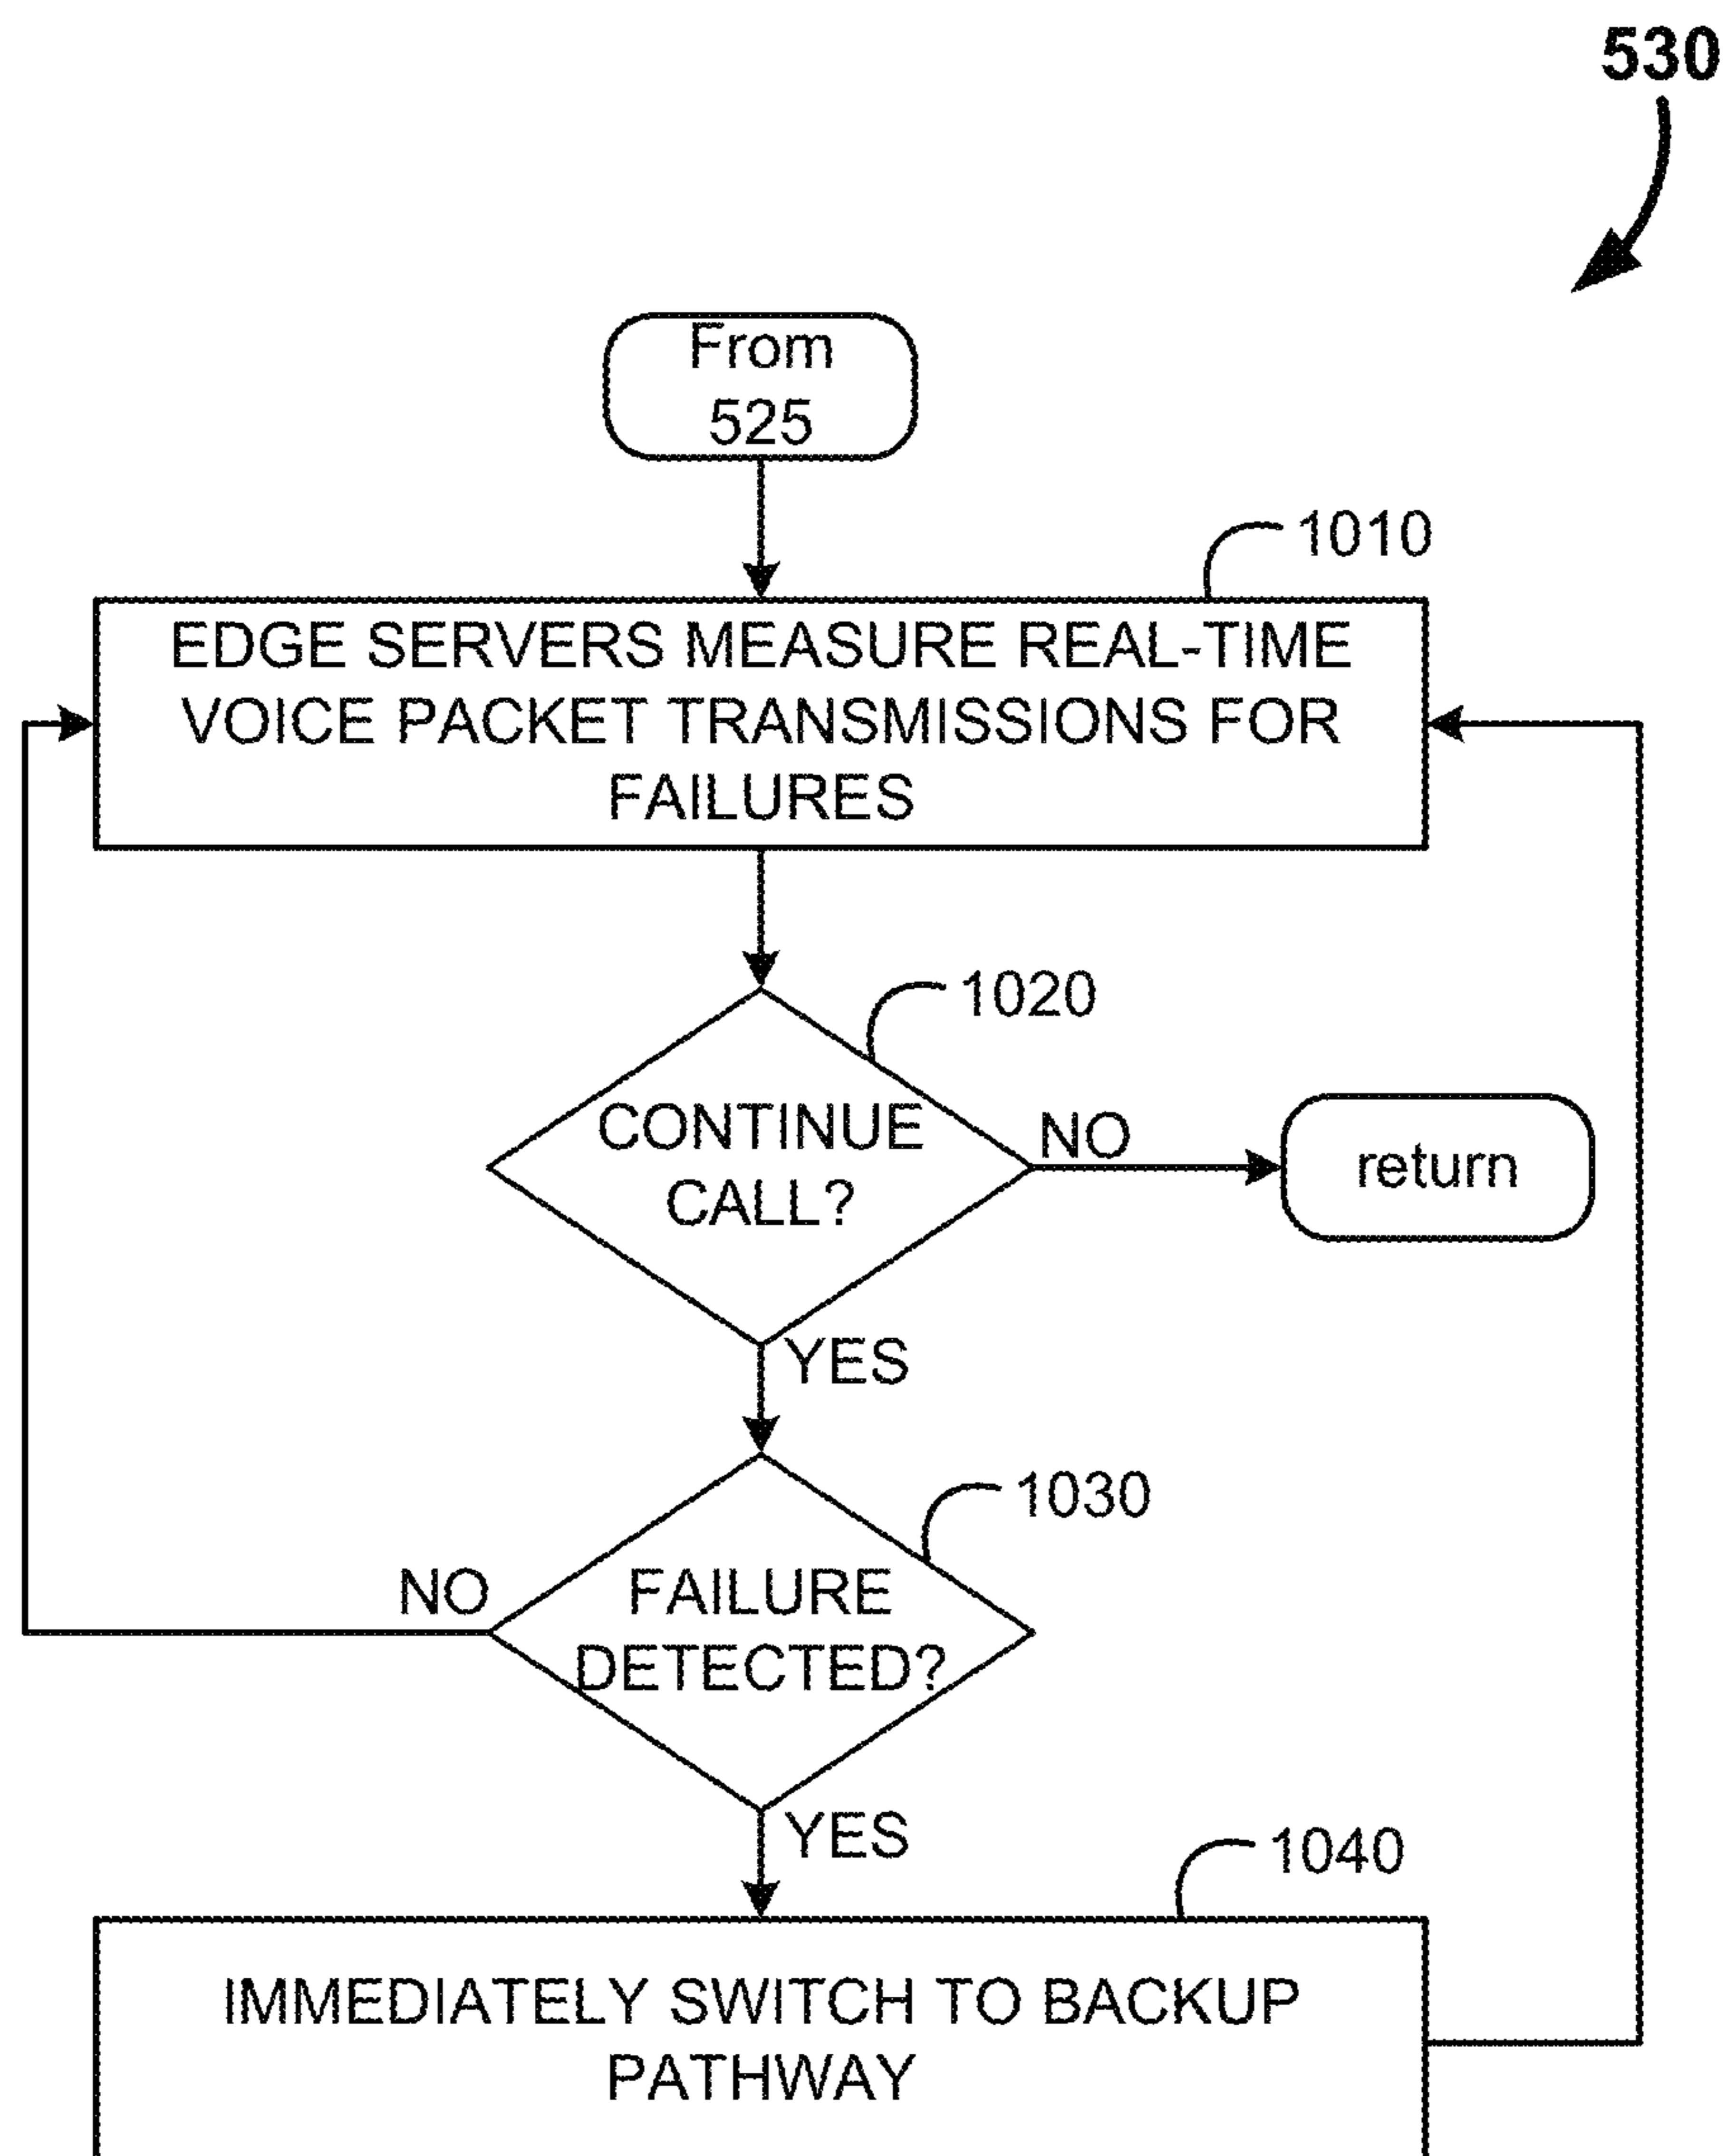 530
From
525
1010
EDGE SERVERS MEASURE REAL-TIME
VOICE PACKET TRANSMISSIONS FOR
FAILURES
1020
CONTINUE
CALL?
NO
return
YES
1030
NO
FAILURE
DETECTED?
YES
1040
IMMEDIATELY SWITCH TO BACKUP
PATHWAY